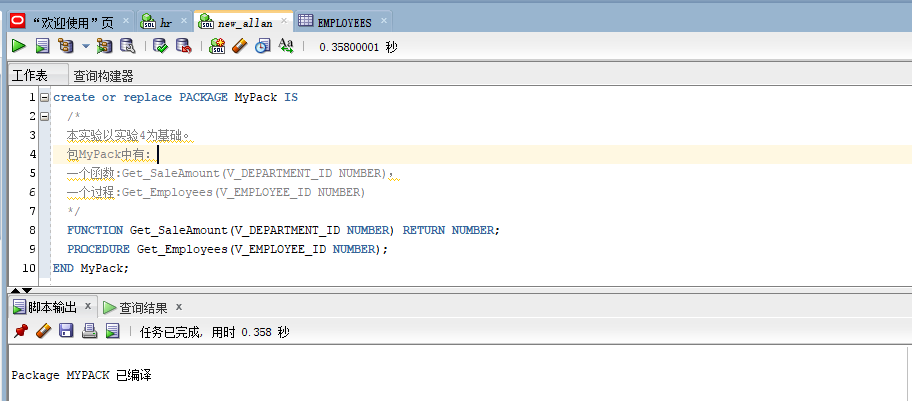 “欢迎使用”页 hr new_allan EMPLOYEES
0.35800001 秒
工作表 查询构建器
1 create or replace PACKAGE MyPack IS
2 /*
3 本实验以实验4为基础。
4 包MyPack中有:
5 一个函数:Get_SaleAmount(V_DEPARTMENT_ID NUMBER)，
6 一个过程:Get_Employees(V_EMPLOYEE_ID NUMBER)
7 */
8 FUNCTION Get_SaleAmount(V_DEPARTMENT_ID NUMBER) RETURN NUMBER;
9 PROCEDURE Get_Employees(V_EMPLOYEE_ID NUMBER);
10 END MyPack;
脚本输出 x 查询结果 x
任务已完成, 用时 0.358 秒
Package MYPACK 已编译